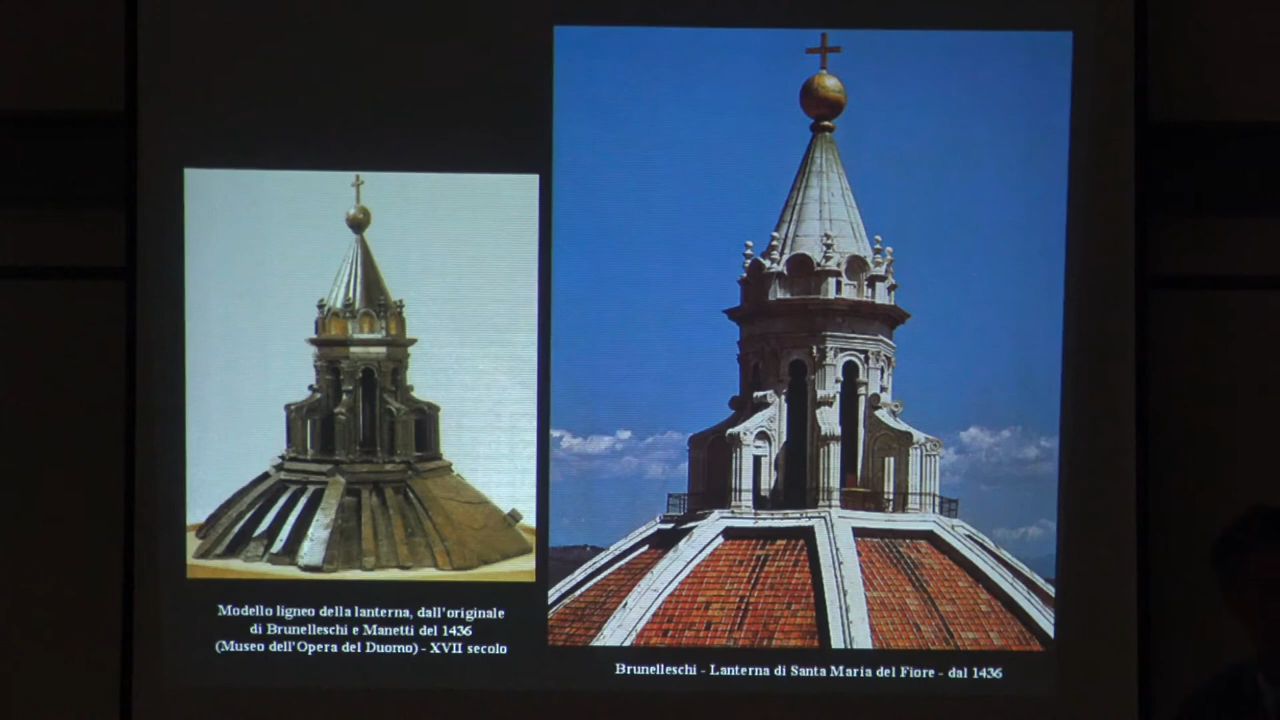 Modello ligneo della lanterna, dall'originale
di Brunelleschi e Manetti del 1436
(Museo dell'Opera del Duomo) - XVII secolo
Brunelleschi - Lanterna di Santa Maria del Fiore - dal 1436